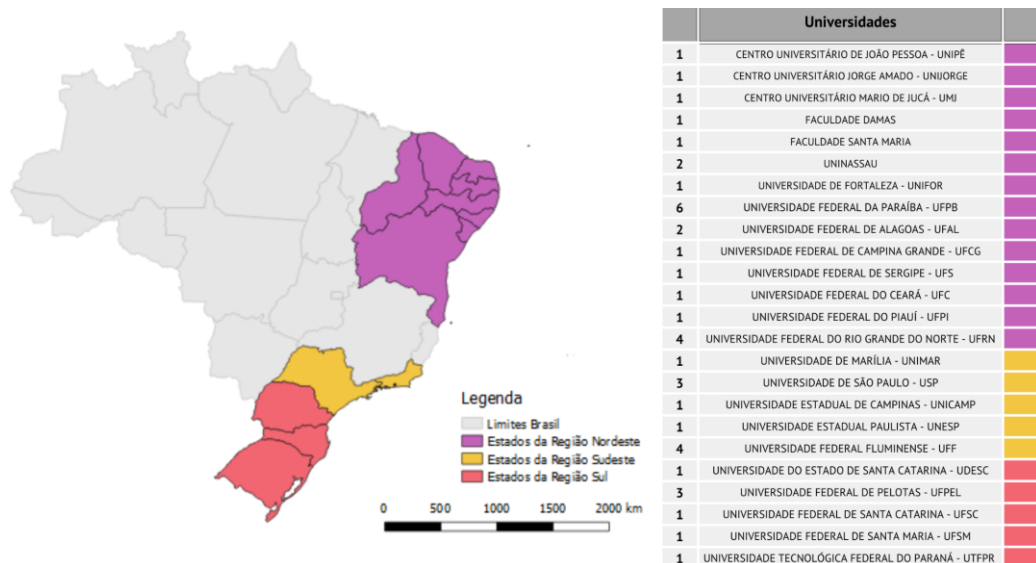 Legenda
Limites Brasil
Estados da Região Nordeste
Estados da Região Sudeste
Estados da Região Sul
0 500 1000 1500 2000 km
Universidades
1 CENTRO UNIVERSITÁRIO DE JOÃO PESSOA - UNIPÊ
1 CENTRO UNIVERSITÁRIO JORGE AMADO - UNIJORGE
1 CENTRO UNIVERSITÁRIO MARIO DE JUCÁ - UMJ
1 FACULDADE DAMAS
1 FACULDADE SANTA MARIA
2 UNINASSAU
1 UNIVERSIDADE DE FORTALEZA - UNIFOR
6 UNIVERSIDADE FEDERAL DA PARAÍBA - UFPB
2 UNIVERSIDADE FEDERAL DE ALAGOAS - UFAL
1 UNIVERSIDADE FEDERAL DE CAMPINA GRANDE - UFCG
1 UNIVERSIDADE FEDERAL DE SERGIPE - UFS
1 UNIVERSIDADE FEDERAL DO CEARÁ - UFC
1 UNIVERSIDADE FEDERAL DO PIAUÍ - UFPI
4 UNIVERSIDADE FEDERAL DO RIO GRANDE DO NORTE - UFRN
1 UNIVERSIDADE DE MARÍLIA - UNIMAR
3 UNIVERSIDADE DE SÃO PAULO - USP
1 UNIVERSIDADE ESTADUAL DE CAMPINAS - UNICAMP
1 UNIVERSIDADE ESTADUAL PAULISTA - UNESP
4 UNIVERSIDADE FEDERAL FLUMINENSE - UFF
1 UNIVERSIDADE DO ESTADO DE SANTA CATARINA - UDESC
3 UNIVERSIDADE FEDERAL DE PELOTAS - UFPEL
1 UNIVERSIDADE FEDERAL DE SANTA CATARINA - UFSC
1 UNIVERSIDADE FEDERAL DE SANTA MARIA - UFSM
1 UNIVERSIDADE TECNOLÓGICA FEDERAL DO PARANÁ - UTFPR